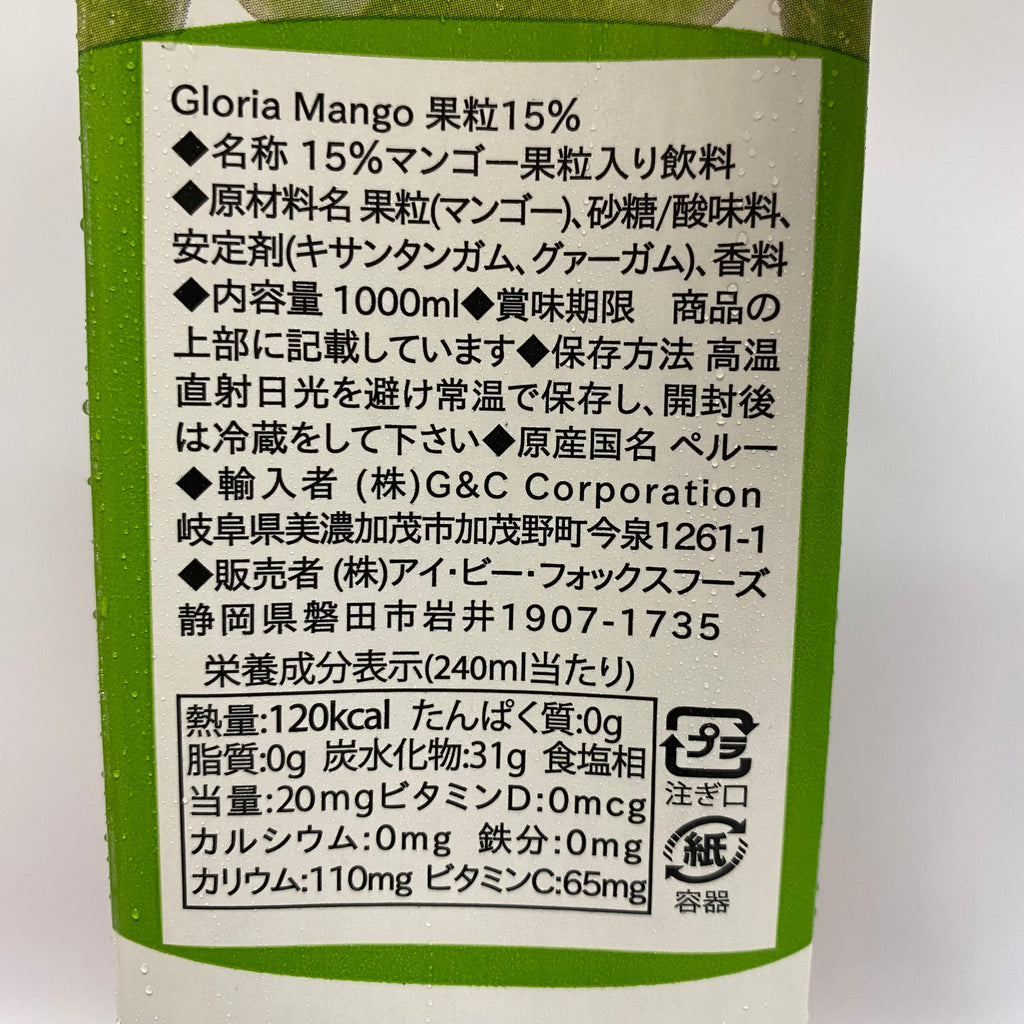 Gloria Mango 果粒15%
◆名称 15%マンゴー果粒入り飲料
◆原材料名 果粒(マンゴー)、砂糖/酸味料、
安定剤(キサンタンガム、グァーガム)、香料
◆内容量 1000ml◆賞味期限　商品の
上部に記載しています◆保存方法 高温
直射日光を避け常温で保存し、開封後
は冷蔵をして下さい◆原産国名 ペルー
◆輸入者 (株)G&C Corporation
岐阜県美濃加茂市加茂野町今泉1261-1
◆販売者 (株)アイ・ビー・フォックスフーズ
静岡県磐田市岩井1907-1735
栄養成分表示(240ml当たり)
熱量:120kcal たんぱく質:0g
脂質:0g 炭水化物:31g 食塩相
当量:20mgビタミンD:0mcg
カルシウム:0mg 鉄分:0mg
カリウム:110mg ビタミンC:65mg
プラ
注ぎ口
紙
容器